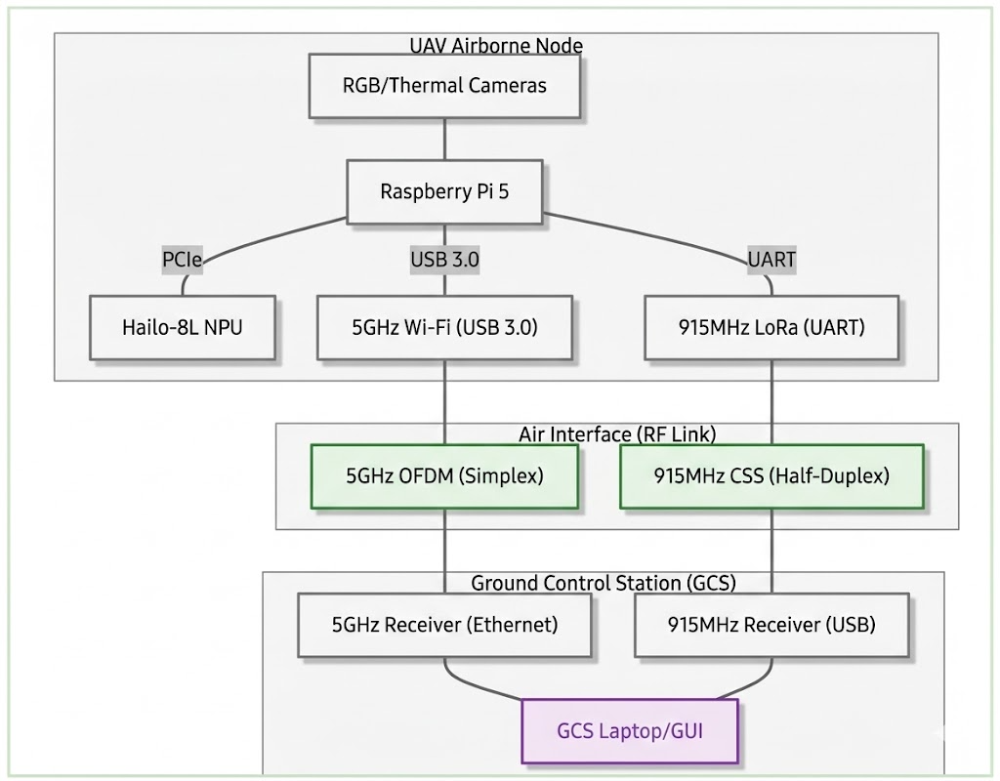 UAV Airborne Node
RGB/Thermal Cameras
Raspberry Pi 5
PCIe
USB 3.0
UART
Hailo-8L NPU
5GHz Wi-Fi (USB 3.0)
915MHz LoRa (UART)
Air Interface (RF Link)
5GHz OFDM (Simplex)
915MHz CSS (Half-Duplex)
Ground Control Station (GCS)
5GHz Receiver (Ethernet)
915MHz Receiver (USB)
GCS Laptop/GUI